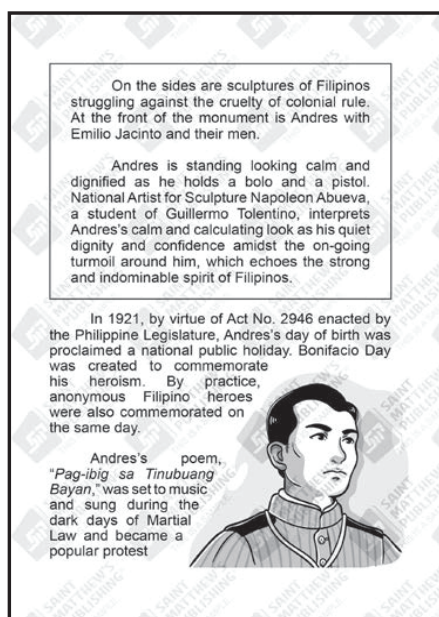 On the sides are sculptures of Filipinos
struggling against the cruelty of colonial rule.
At the front of the monument is Andres with
Emilio Jacinto and their men.
Andres is standing looking calm and
dignified as he holds a bolo and a pistol.
National Artist for Sculpture Napoleon Abueva,
a student of Guillermo Tolentino, interprets
Andres's calm and calculating look as his quiet
dignity and confidence amidst the on-going
turmoil around him, which echoes the strong
and indominable spirit of Filipinos.
In 1921, by virtue of Act No. 2946 enacted by
the Philippine Legislature, Andres's day of birth was
proclaimed a national public holiday. Bonifacio Day
was created to commemorate
his heroism. By practice,
anonymous Filipino heroes
were also commemorated on
the same day.
Andres's poem,
"Pag-ibig sa Tinubuang
Bayan," was set to music
and sung during the
dark days of Martial
Law and became a
popular protest
SAINT
MATTHEW'S
PUBLISHING